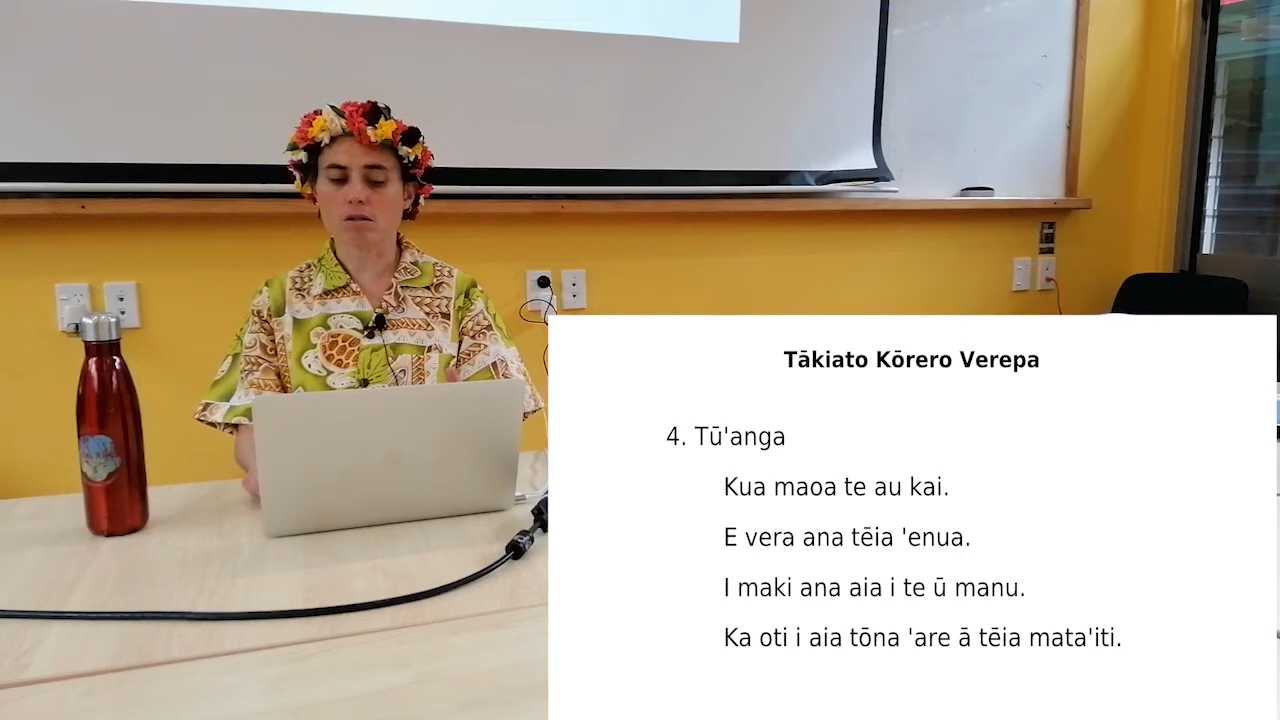 Tākiato Kōrero Verepa
4. Tū'anga
Kua maoa te au kai.
E vera ana tēia 'enua.
I maki ana aia i te ū manu.
Ka oti i aia tōna 'are ā tēia mata'iti.